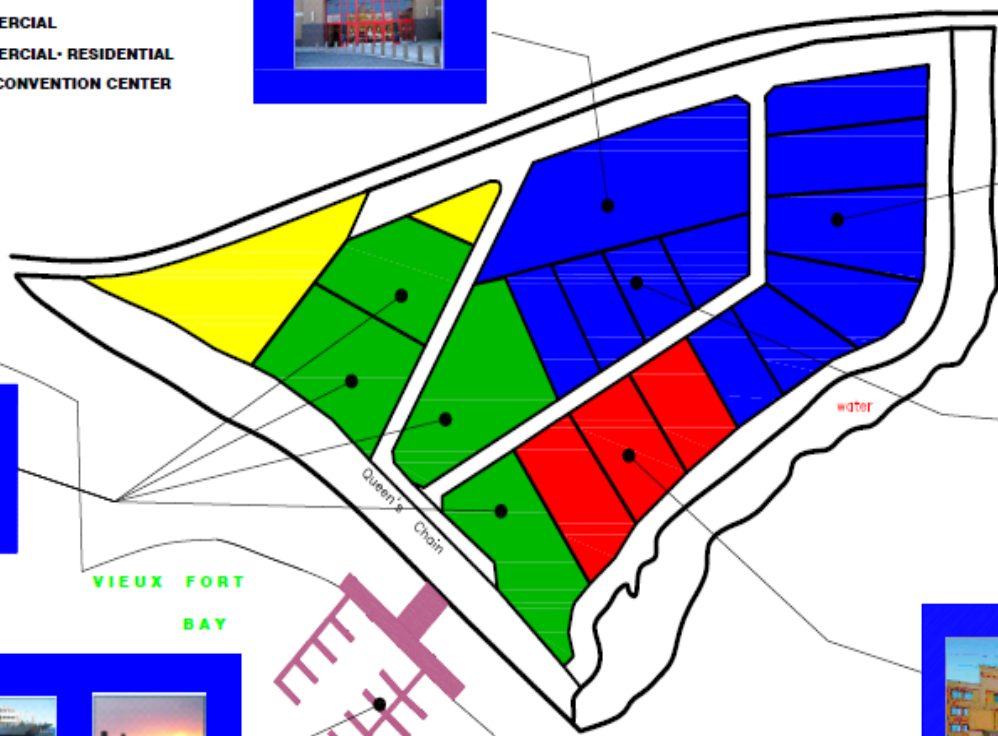 ERCIAL
ERCIAL· RESIDENTIAL
CONVENTION CENTER
water
Queen's Chain
VIEUX FORT
BAY